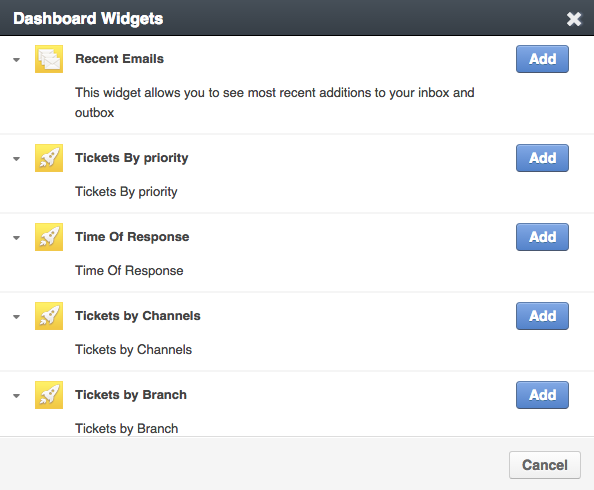 Dashboard Widgets
Recent Emails
Add
This widget allows you to see most recent additions to your inbox and
outbox
Tickets By priority
Add
Tickets By priority
Time Of Response
Add
Time Of Response
Tickets by Channels
Add
Tickets by Channels
Tickets by Branch
Add
Tickets by Branch
Cancel